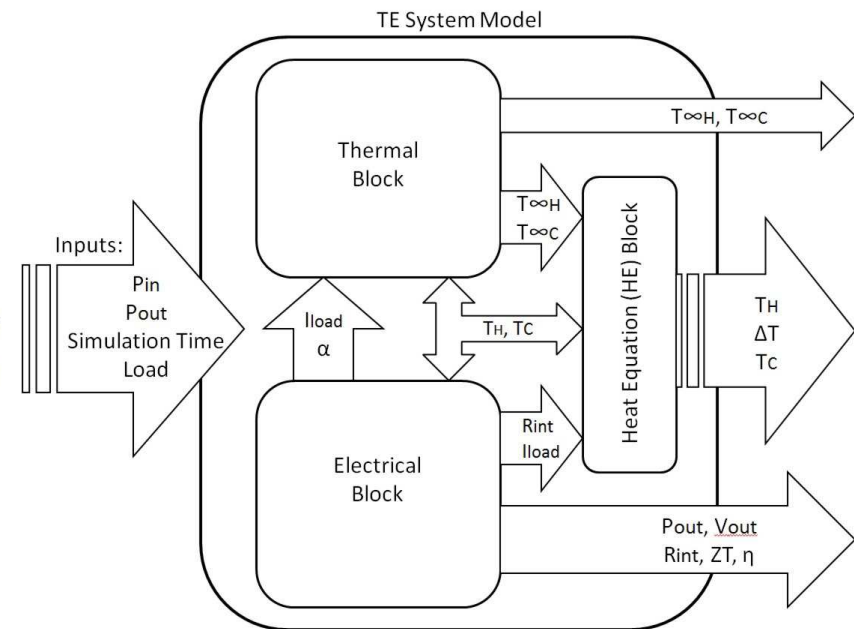 TE System Model
Thermal
Block
T∞H, T∞C
T∞H
T∞C
Inputs:
Pin
Pout
Simulation Time
Load
Iload
α
TH, TC
Heat Equation (HE) Block
TH
ΔT
TC
Electrical
Block
Rint
Iload
Pout, Vout
Rint, ZT, η